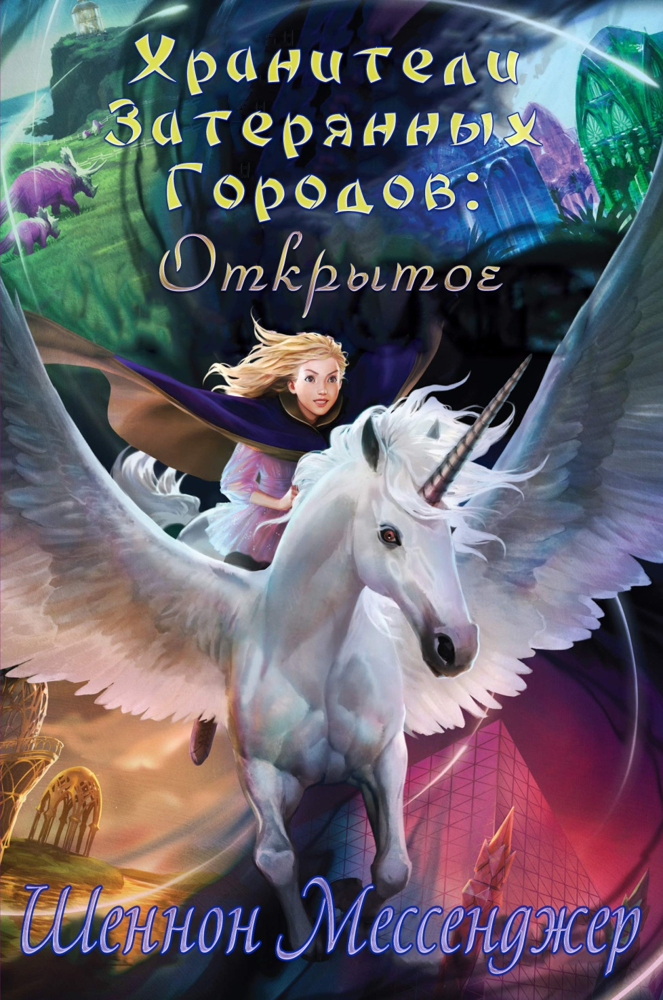 Хранители
Затерянных
Городов:
Открытое
Шеннон Мессенджер